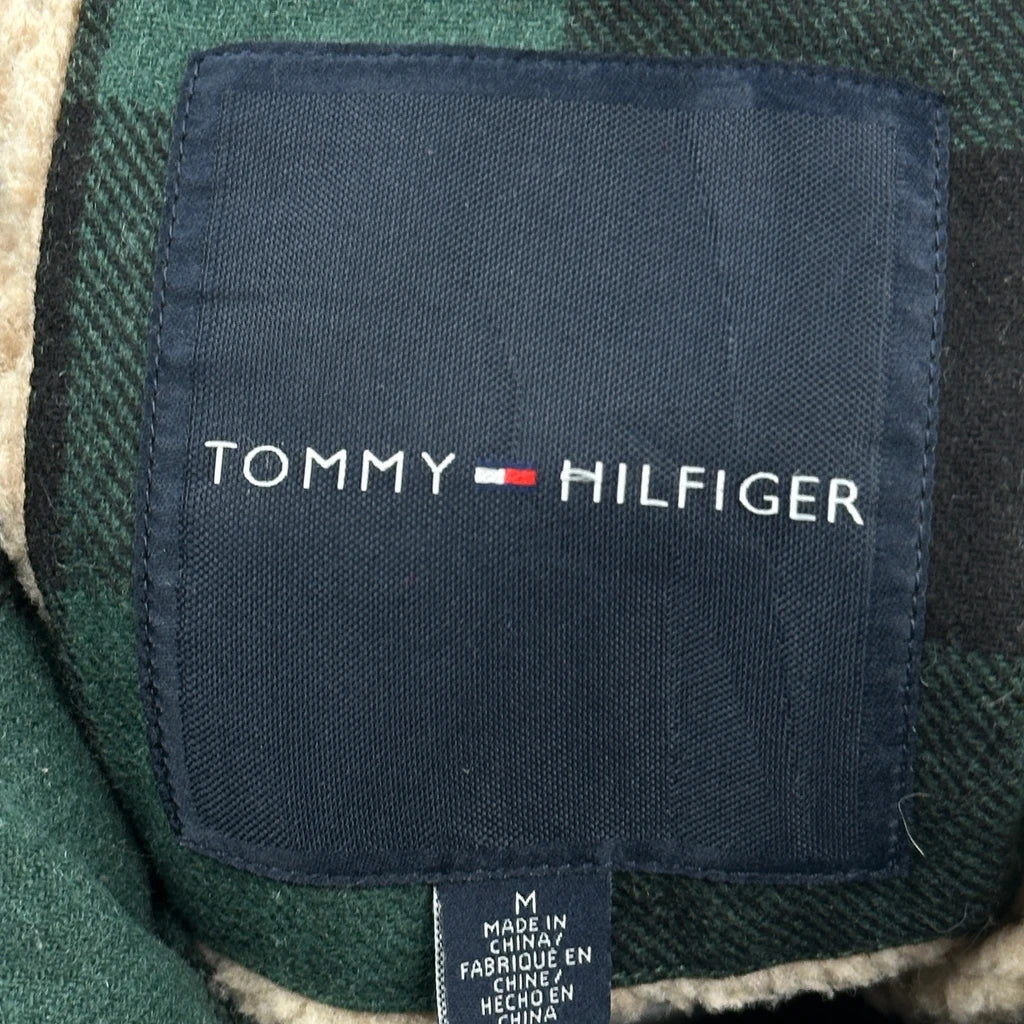 TOMMY HILFIGER
M
MADE IN
CHINA/
FABRIQUÉ EN
CHINE/
HECHO EN
CHINA